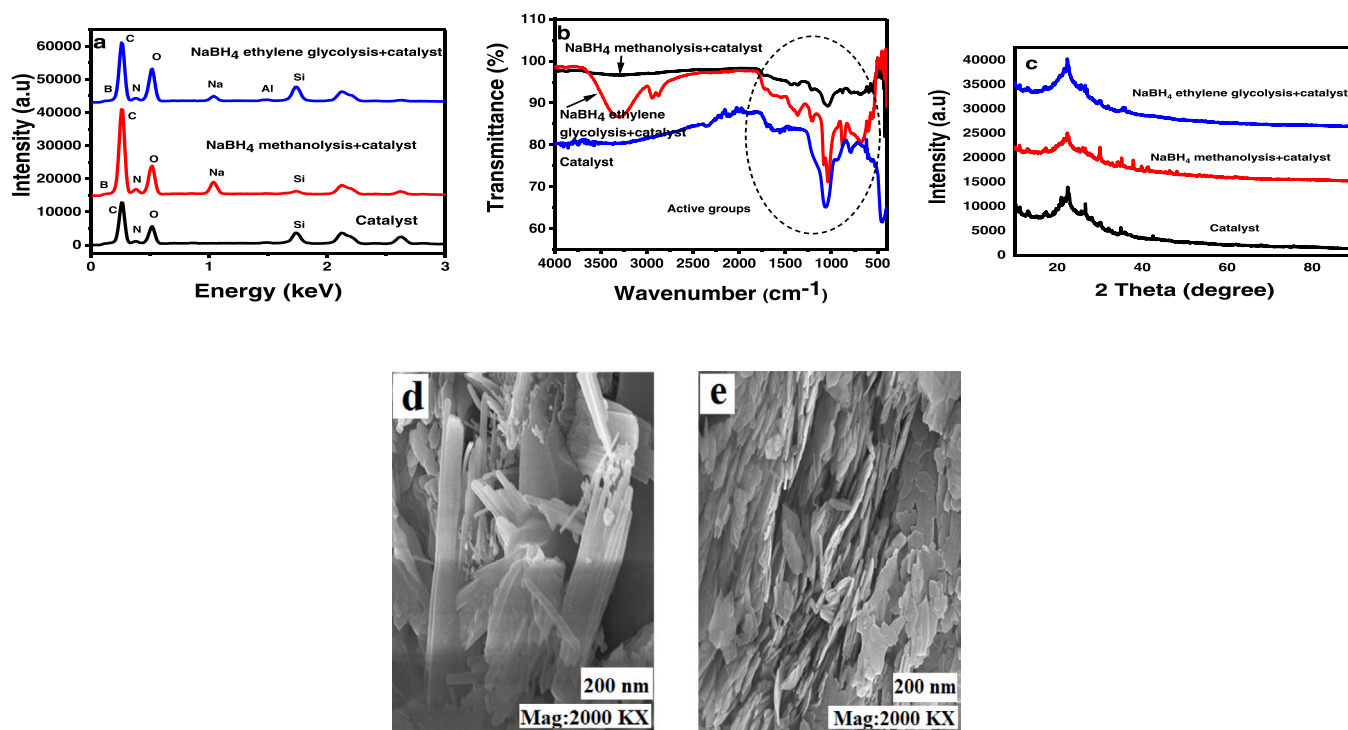 a
NaBH4 ethylene glycolysis+catalyst
C
O
Si
B
N
Na
Al
C
NaBH4 methanolysis+catalyst
O
Na
B
N
Si
C
O
Si
N
Catalyst
60000
50000
40000
30000
20000
10000
0
Intensity (a.u)
0
1
2
3
Energy (keV)
b
NaBH4 methanolysis+catalyst
NaBH4 ethylene
glycolysis+catalyst
Catalyst
Active groups
110
100
90
80
70
60
Transmittance (%)
4000
3500
3000
2500
2000
1500
1000
500
Wavenumber (cm-1)
c
NaBH4 ethylene glycolysis+catalyst
NaBH4 methanolysis+catalyst
Catalyst
40000
35000
30000
25000
20000
15000
10000
5000
0
Intensity (a.u)
20
40
60
80
2 Theta (degree)
d
200 nm
Mag:2000 KX
e
200 nm
Mag:2000 KX